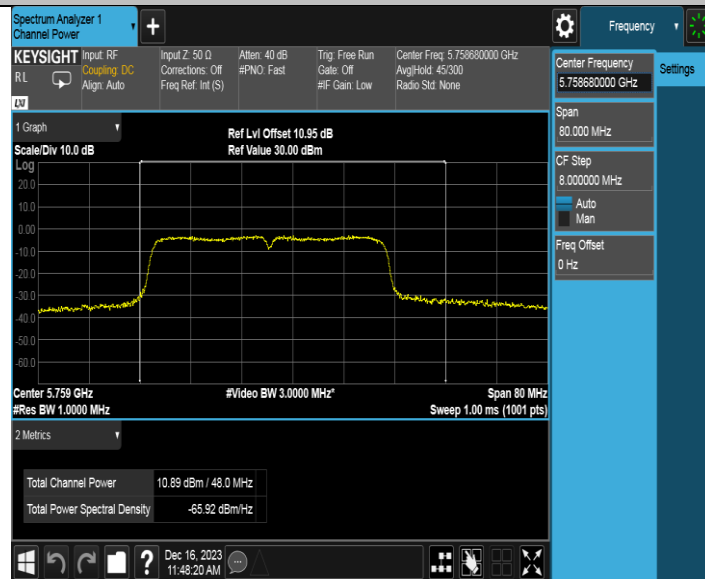 Spectrum Analyzer 1
Channel Power
+
Frequency
KEYSIGHT
RL
LXI
Input: RF
Coupling: DC
Align: Auto
Input Z: 50 Ω
Corrections: Off
Freq Ref: Int (S)
Atten: 40 dB
#PNO: Fast
Trig: Free Run
Gate: Off
#IF Gain: Low
Center Freq: 5.758680000 GHz
Avg|Hold: 45/300
Radio Std: None
Center Frequency
5.758680000 GHz
Settings
Span
80.000 MHz
CF Step
8.000000 MHz
Auto
Man
Freq Offset
0 Hz
1 Graph
Scale/Div 10.0 dB
Ref Lvl Offset 10.95 dB
Ref Value 30.00 dBm
Log
20.0
10.0
0.00
-10.0
-20.0
-30.0
-40.0
-50.0
-60.0
Center 5.759 GHz
#Res BW 1.0000 MHz
#Video BW 3.0000 MHz*
Span 80 MHz
Sweep 1.00 ms (1001 pts)
2 Metrics
Total Channel Power 10.89 dBm / 48.0 MHz
Total Power Spectral Density -65.92 dBm/Hz
?
Dec 16, 2023
11:48:20 AM